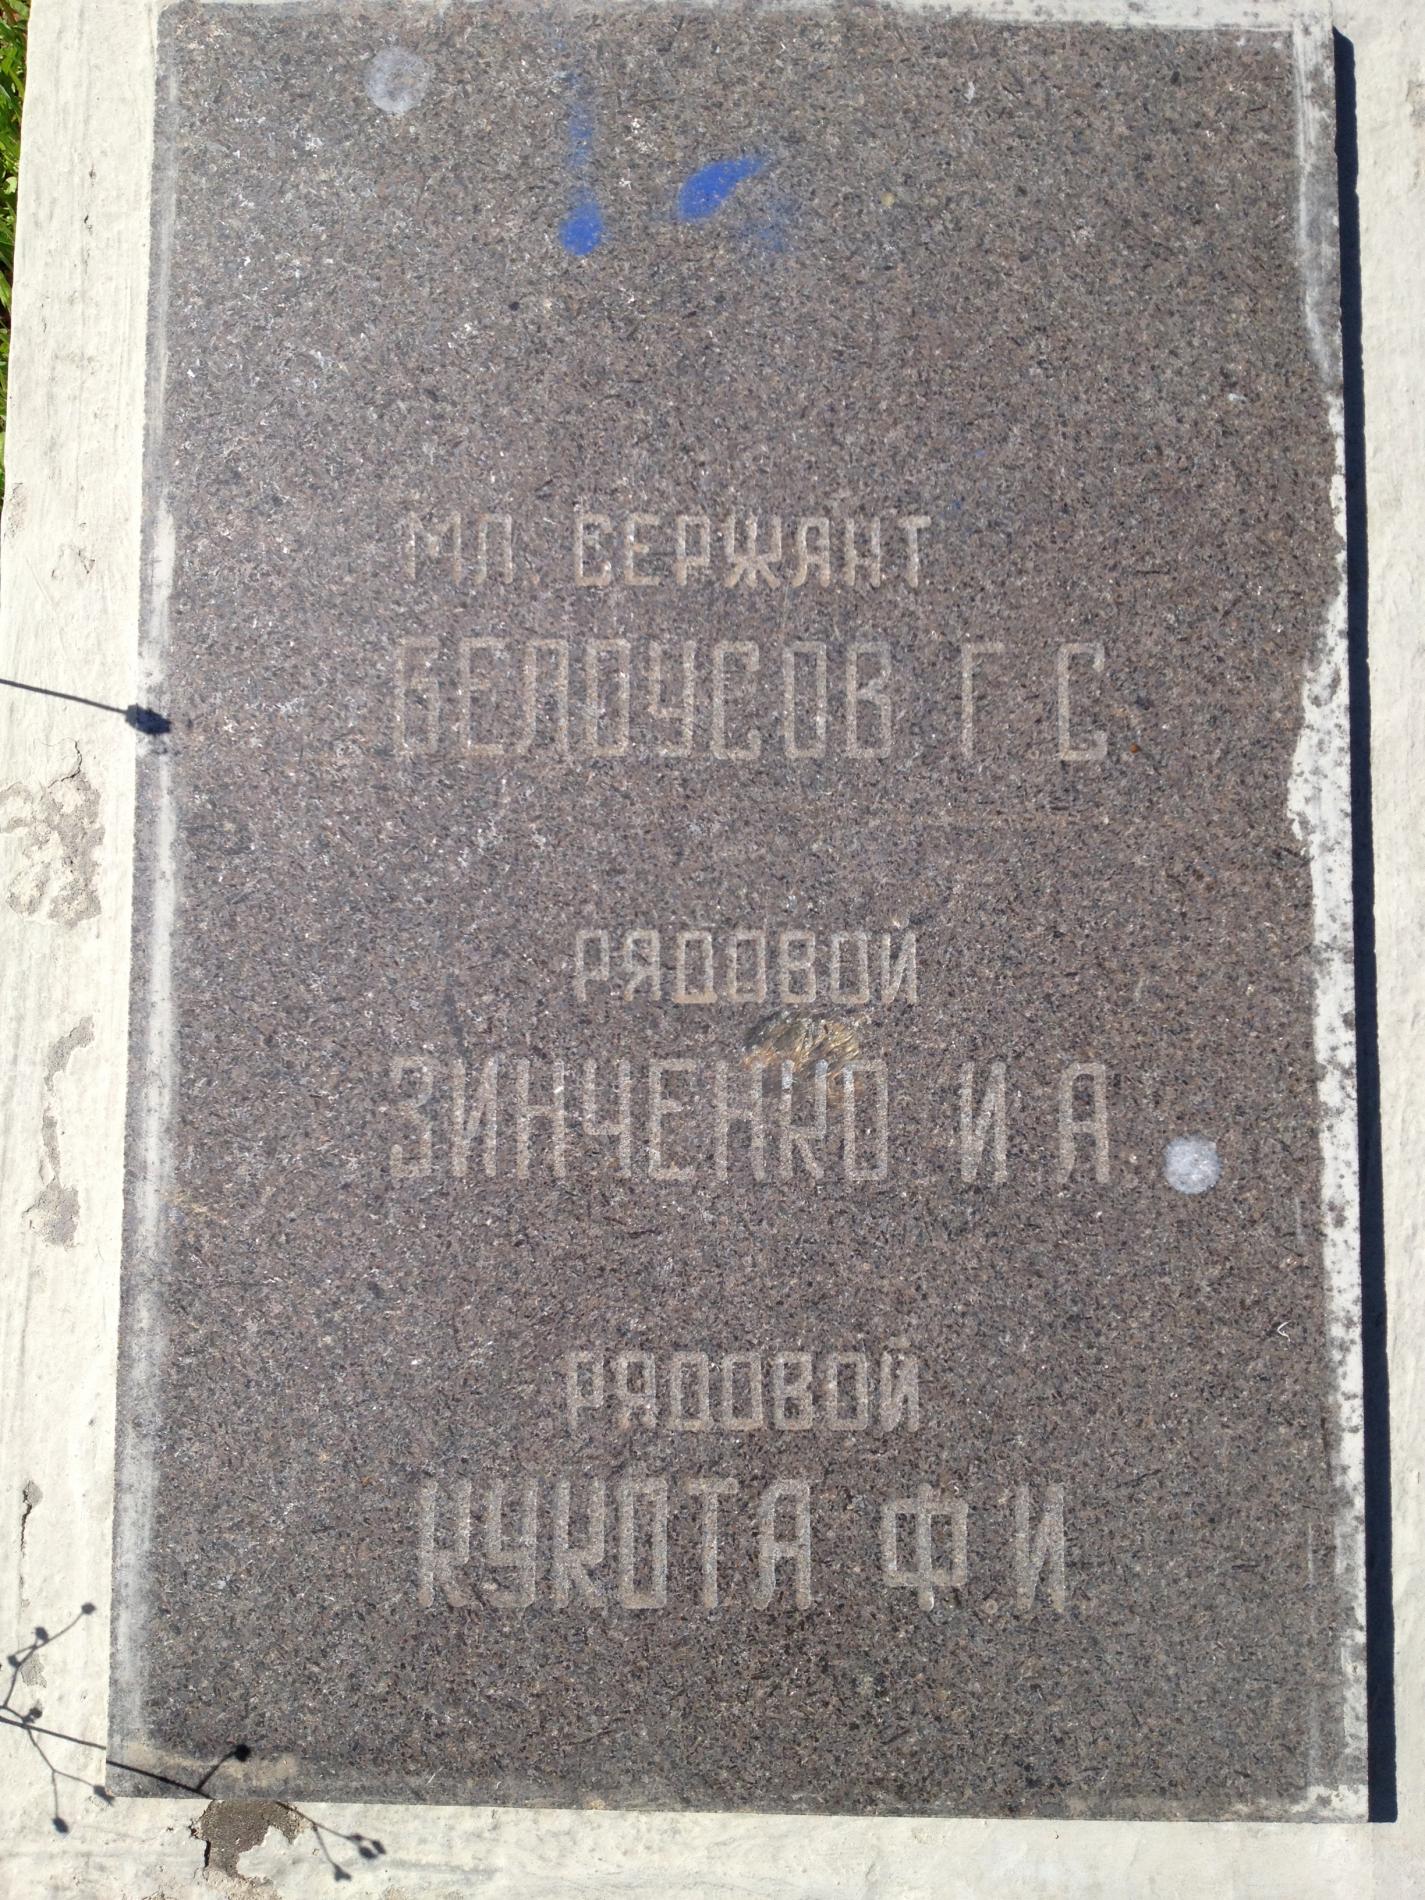 МЛ. СЕРЖАНТ
БЕЛОУСОВ Г. С.
РЯДОВОЙ
ЗИНЧЕНКО И. А.
РЯДОВОЙ
КУКОТА Ф. И.